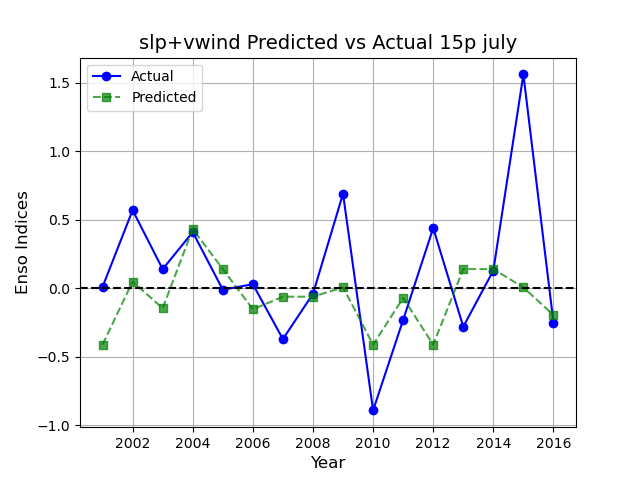 slp+vwind Predicted vs Actual 15p july
Actual
Predicted
Enso Indices
1.5
1.0
0.5
0.0
−0.5
−1.0
2002 2004 2006 2008 2010 2012 2014 2016
Year